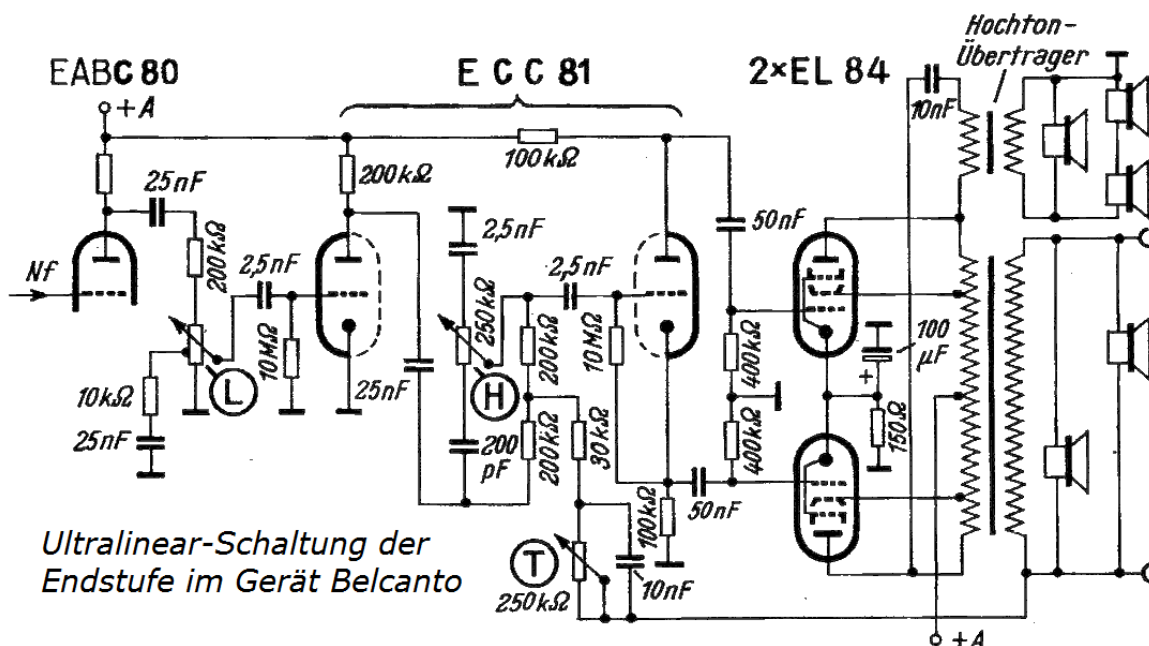 EABC 80
E C C 81
2×EL 84
Hochton-
Übertrager
+A
25nF
200kΩ
100kΩ
10nF
Nf
200kΩ
2,5nF
10MΩ
L
10kΩ
25nF
25nF
2,5nF
250kΩ
H
200
pF
2,5nF
200kΩ
200kΩ
30kΩ
10MΩ
50nF
400kΩ
400kΩ
100
µF
+
150Ω
50nF
100kΩ
T
250kΩ
10nF
+A
Ultralinear-Schaltung der
Endstufe im Gerät Belcanto